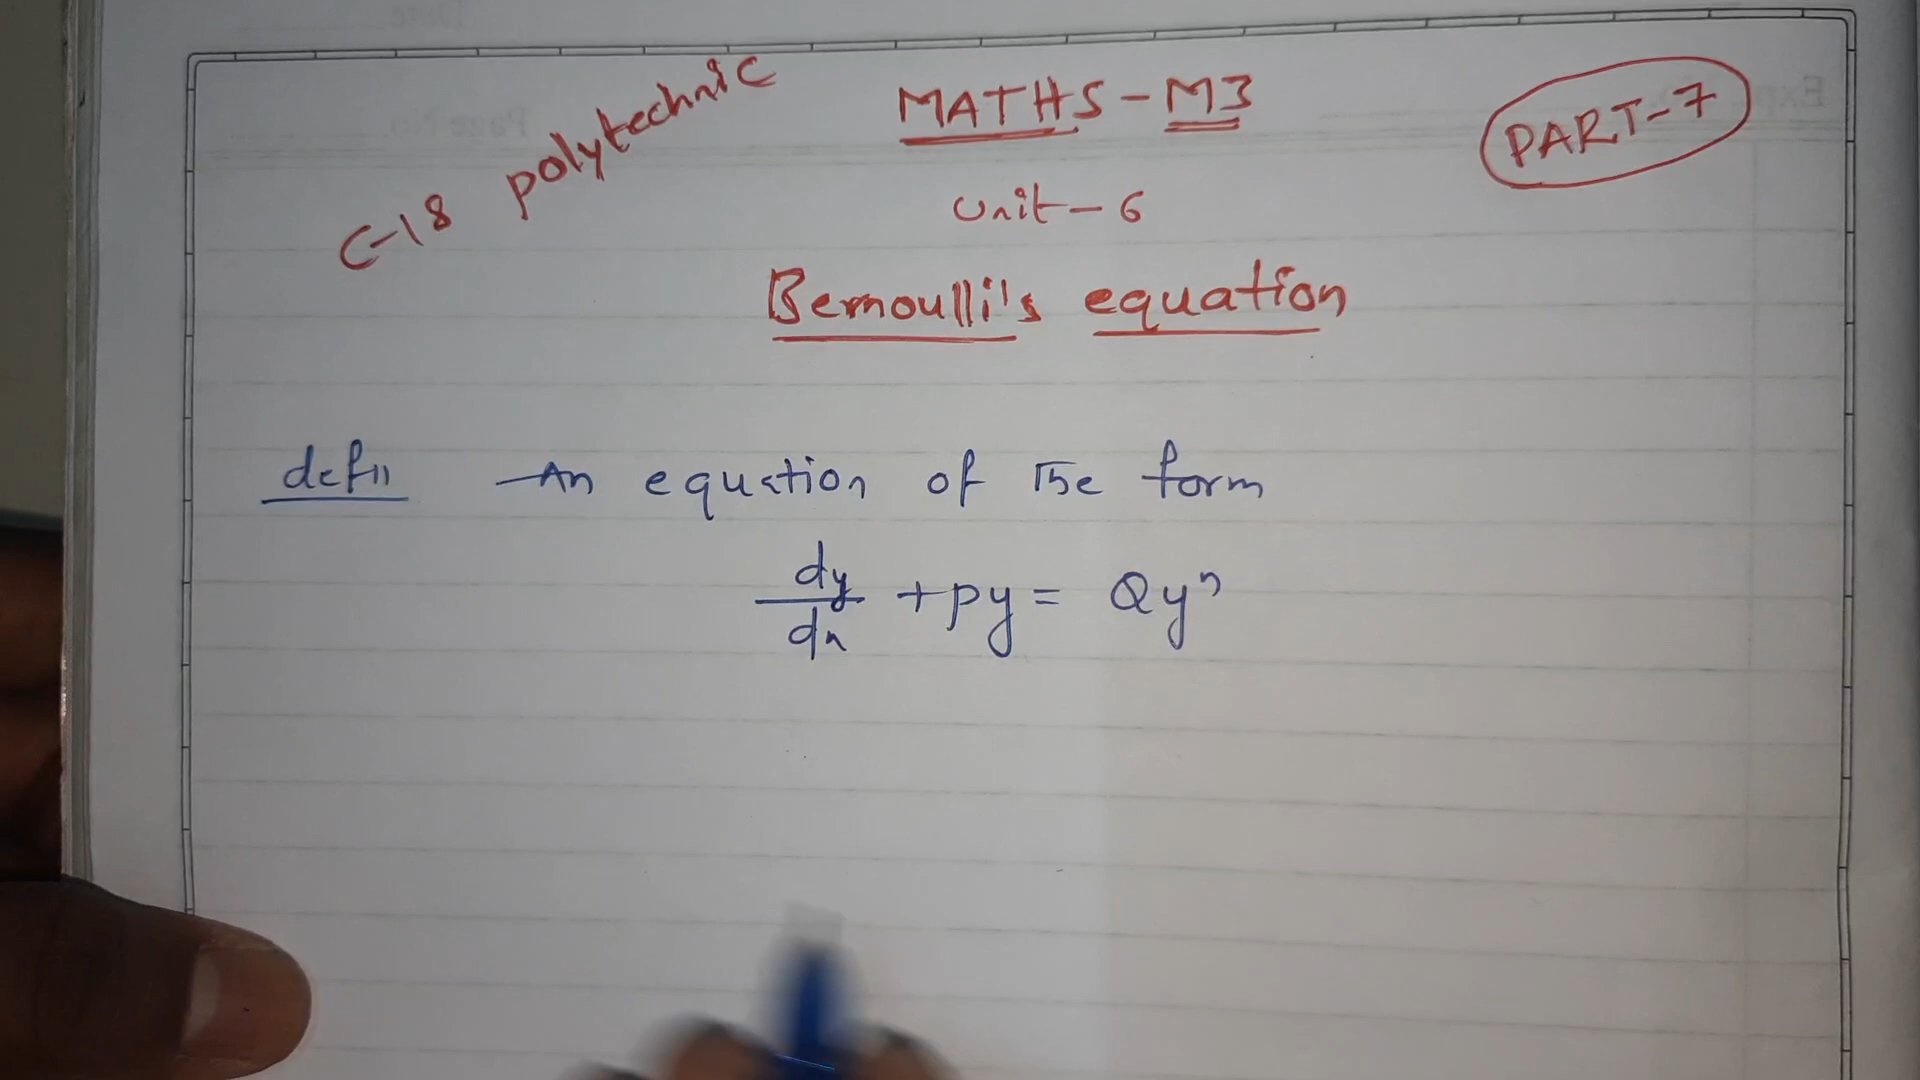 C-18 polytechnic
MATHS - M3
PART-7
Unit - 6
Bernoulli's equation
defn An equation of The form
dy/dx + py = Qyⁿ